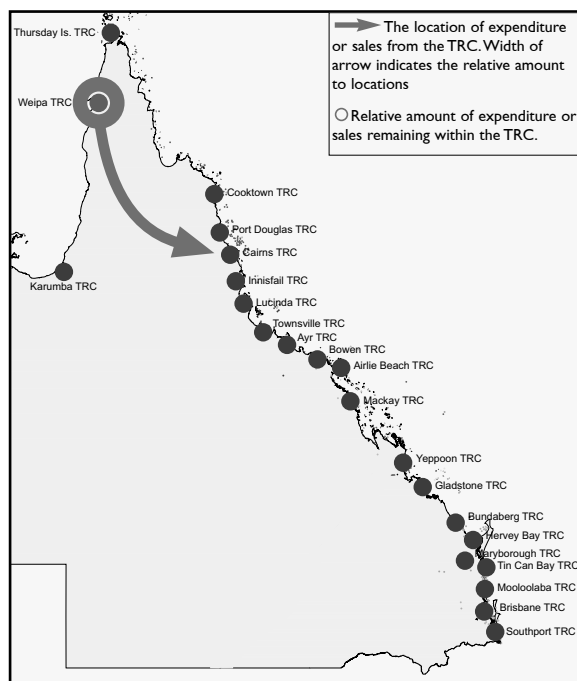 Thursday Is. TRC
The location of expenditure
or sales from the TRC. Width of
arrow indicates the relative amount
to locations
Relative amount of expenditure or
sales remaining within the TRC.
Weipa TRC
Cooktown TRC
Port Douglas TRC
Cairns TRC
Karumba TRC
Innisfail TRC
Lucinda TRC
Townsville TRC
Ayr TRC
Bowen TRC
Airlie Beach TRC
Mackay TRC
Yeppoon TRC
Gladstone TRC
Bundaberg TRC
Hervey Bay TRC
aryborough TRC
Tin Can Bay TRC
Mooloolaba TRC
Brisbane TRC
Southport TRC